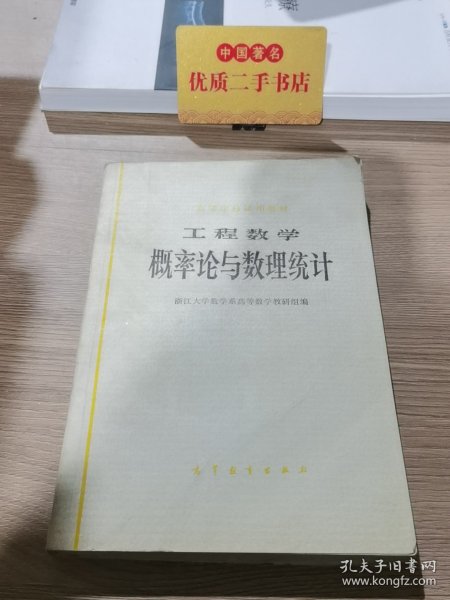 中国著名
优质二手书店
高等学校试用教材
工程数学
概率论与数理统计
浙江大学数学系高等数学教研组编
高等教育出版社
孔夫子旧书网
www.kongfz.com